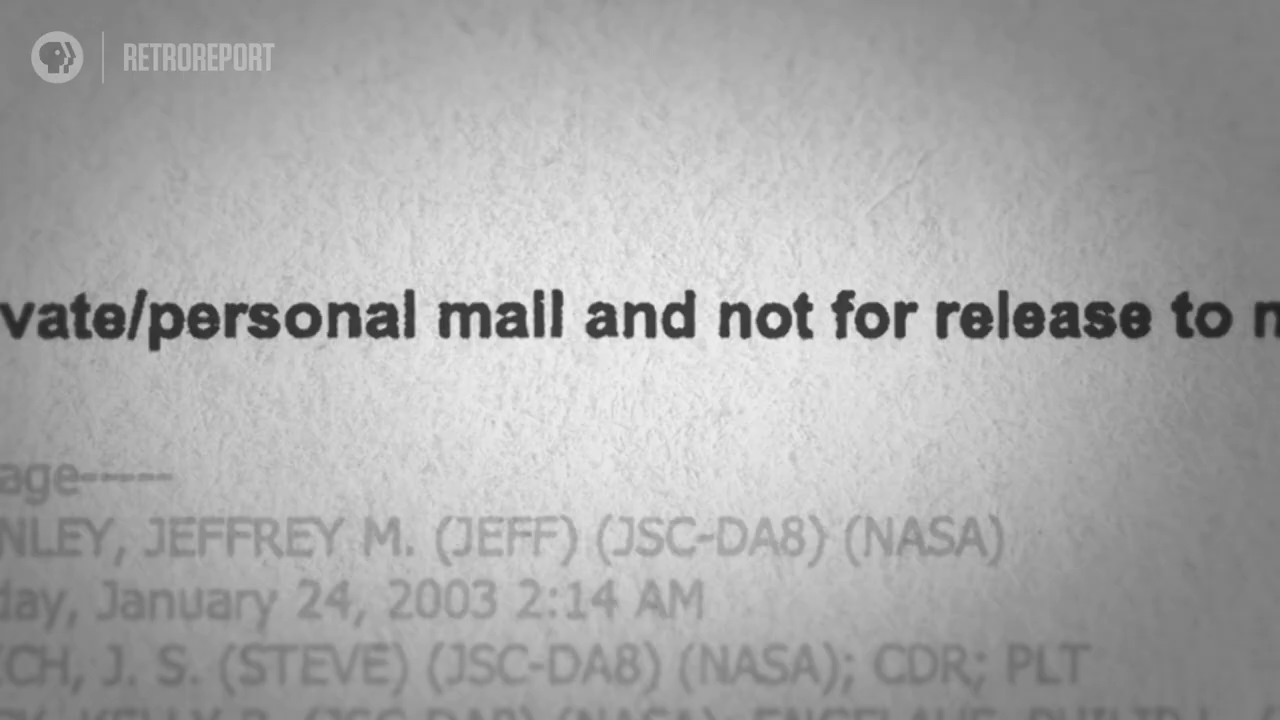 RETROREPORT
vate/personal mail and not for release to
age-----
NLEY, JEFFREY M. (JEFF) (JSC-DA8) (NASA)
day, January 24, 2003 2:14 AM
CH, J. S. (STEVE) (JSC-DA8) (NASA); CDR; PLT